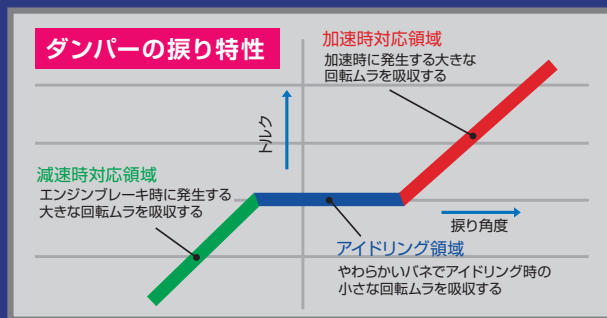 ダンパーの捩り特性
加速時対応領域
加速時に発生する大きな
回転ムラを吸収する
トルク
減速時対応領域
エンジンブレーキ時に発生する
大きな回転ムラを吸収する
捩り角度
アイドリング領域
やわらかいバネでアイドリング時の
小さな回転ムラを吸収する